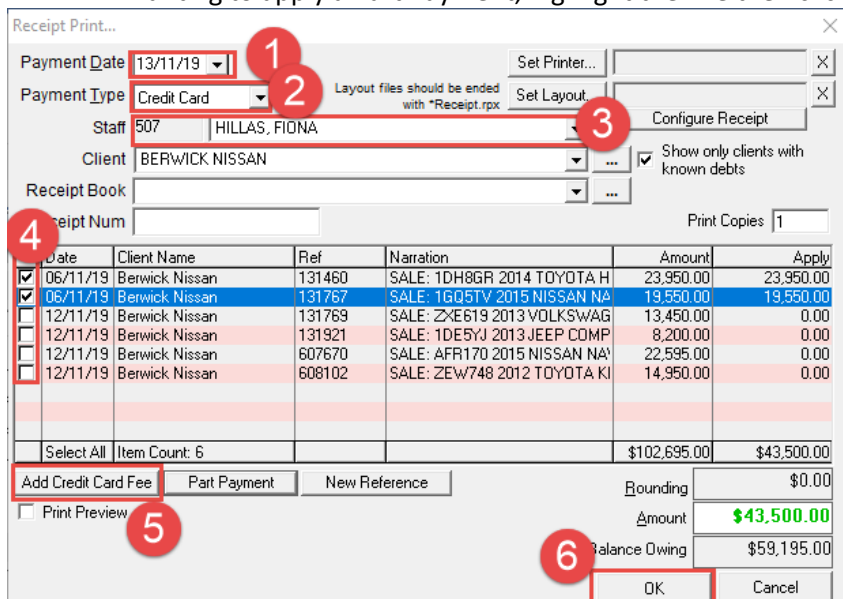 Receipt Print...
Payment Date 13/11/19 1 Set Printer... X
Payment Type Credit Card 2 Layout files should be ended with *Receipt.rpx Set Layout... X
Staff 507 HILLAS, FIONA 3 Configure Receipt
Client BERWICK NISSAN ... Show only clients with known debts
Receipt Book ...
ceipt Num Print Copies 1
4
Date Client Name Ref Narration Amount Apply
06/11/19 Berwick Nissan 131460 SALE: 1DH8GR 2014 TOYOTA H 23,950.00 23,950.00
06/11/19 Berwick Nissan 131767 SALE: 1GQ5TV 2015 NISSAN NA 19,550.00 19,550.00
12/11/19 Berwick Nissan 131769 SALE: ZXE619 2013 VOLKSWAG 13,450.00 0.00
12/11/19 Berwick Nissan 131921 SALE: 1DE5YJ 2013 JEEP COMP 8,200.00 0.00
12/11/19 Berwick Nissan 607670 SALE: AFR170 2015 NISSAN NA 22,595.00 0.00
12/11/19 Berwick Nissan 608102 SALE: ZEW748 2012 TOYOTA KI 14,950.00 0.00
Select All Item Count: 6 $102,695.00 $43,500.00
Add Credit Card Fee Part Payment New Reference Rounding $0.00
Print Preview 5 Amount $43,500.00
6 Balance Owing $59,195.00
OK Cancel